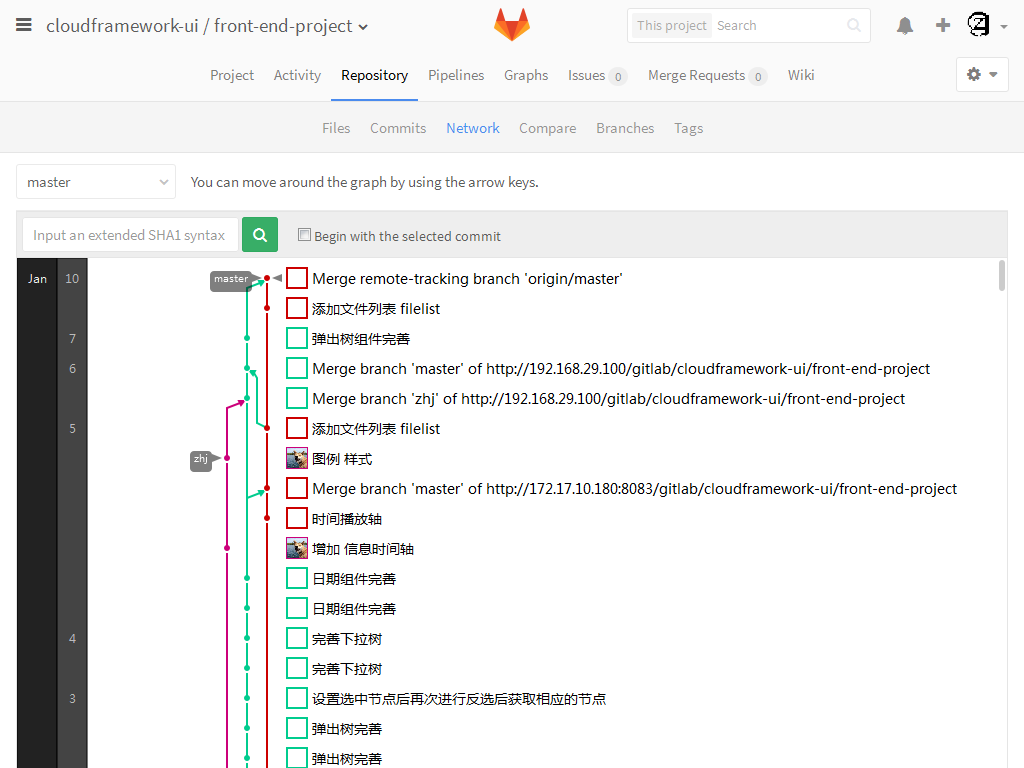 cloudframework-ui / front-end-project
This project Search
Project Activity Repository Pipelines Graphs Issues 0 Merge Requests 0 Wiki
Files Commits Network Compare Branches Tags
master You can move around the graph by using the arrow keys.
Input an extended SHA1 syntax Begin with the selected commit
Jan 10 master Merge remote-tracking branch 'origin/master'
添加文件列表 filelist
7 弹出树组件完善
6 Merge branch 'master' of http://192.168.29.100/gitlab/cloudframework-ui/front-end-project
Merge branch 'zhj' of http://192.168.29.100/gitlab/cloudframework-ui/front-end-project
5 添加文件列表 filelist
zhj 图例 样式
Merge branch 'master' of http://172.17.10.180:8083/gitlab/cloudframework-ui/front-end-project
时间播放轴
增加 信息时间轴
日期组件完善
日期组件完善
4 完善下拉树
完善下拉树
3 设置选中节点后再次进行反选后获取相应的节点
弹出树完善
弹出树完善